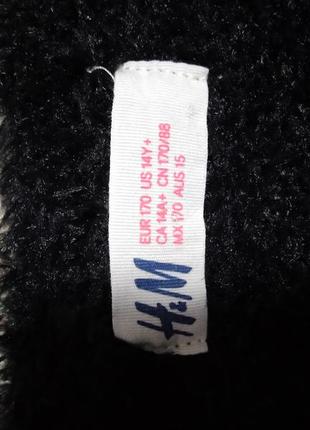 EUR 170 US 14Y+
CA 14A+ CN 170/88
MX 170 AUS 15
H&M